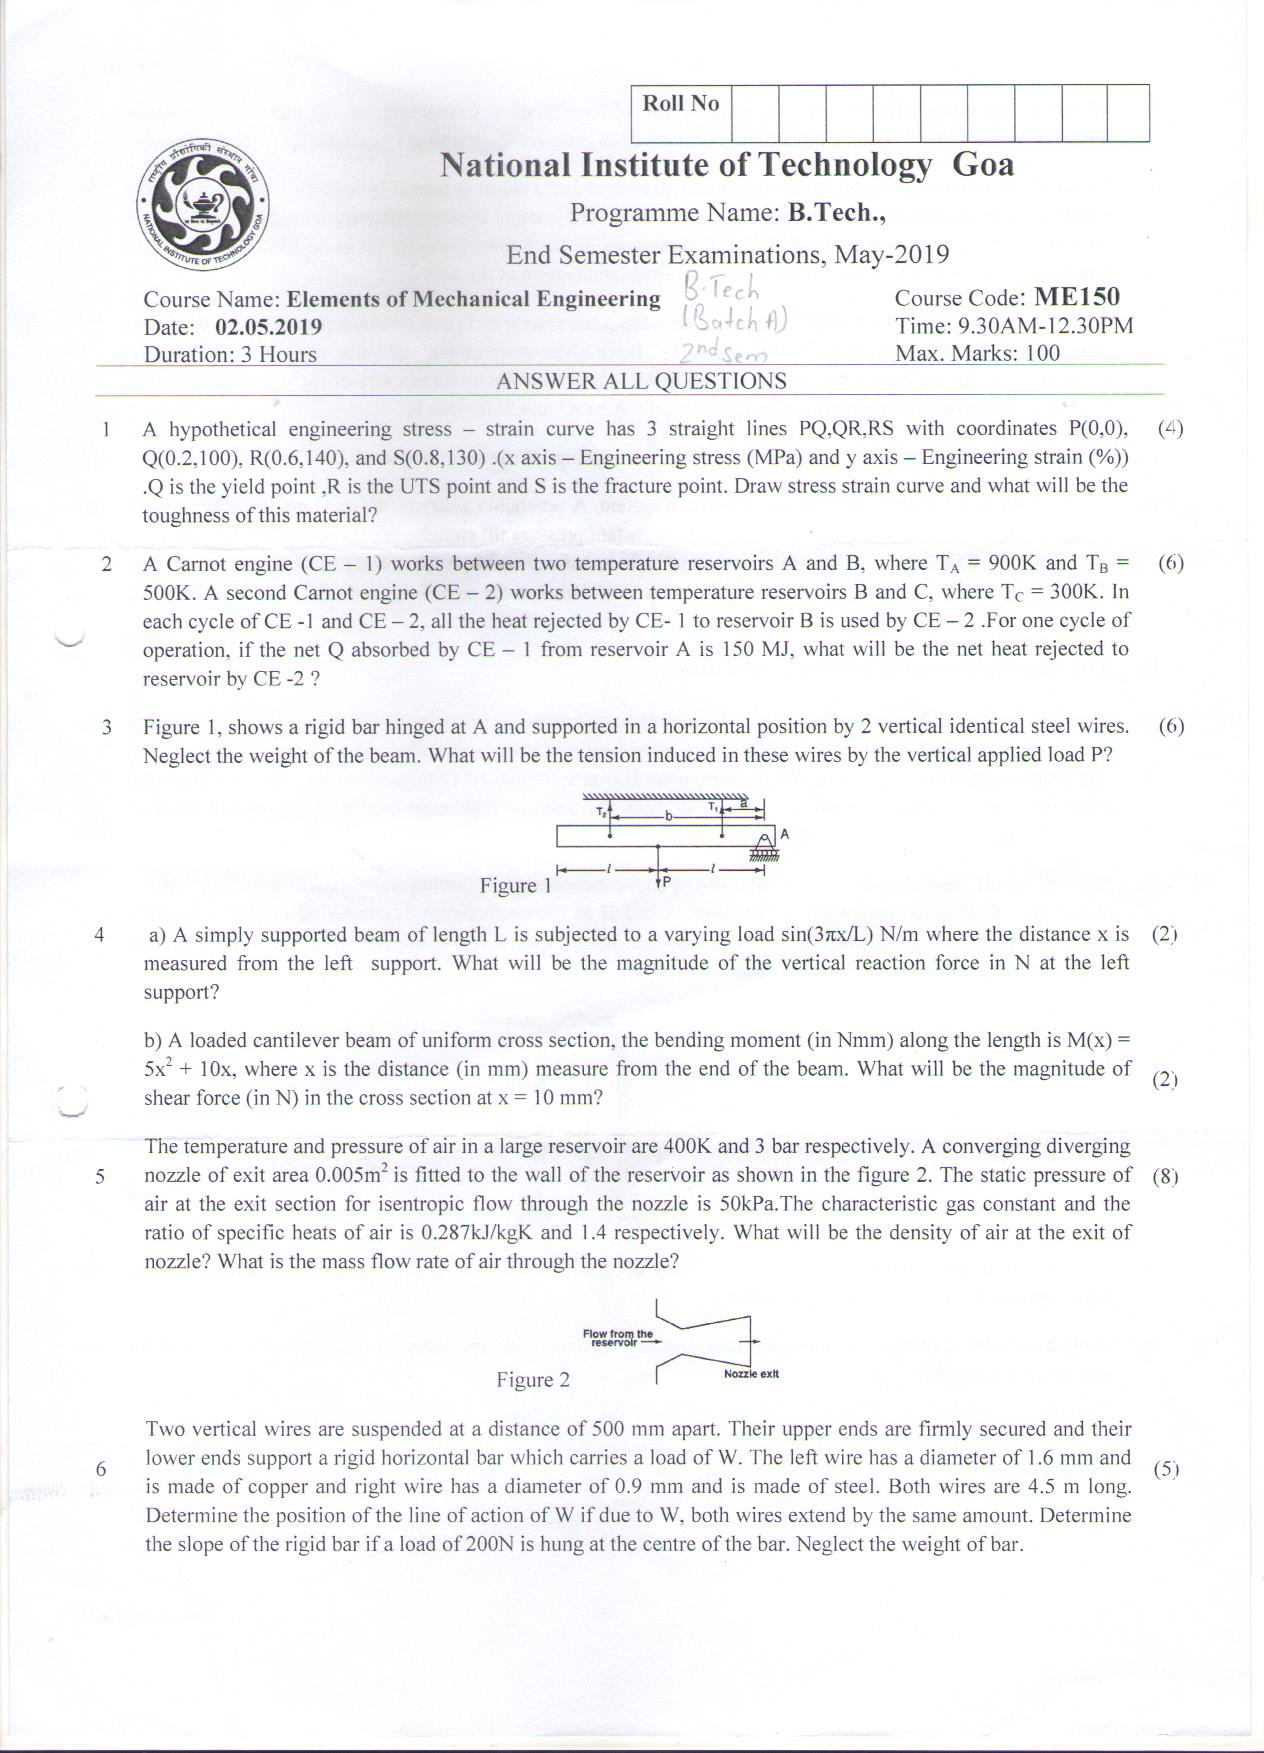 Roll No
राष्ट्रीय प्रौद्योगिकी संस्थान गोवा
NATIONAL INSTITUTE OF TECHNOLOGY GOA
National Institute of Technology Goa
Programme Name: B.Tech.,
End Semester Examinations, May-2019
Course Name: Elements of Mechanical Engineering
B.Tech
(Batch A)
2nd Sem
Course Code: ME150
Date: 02.05.2019
Time: 9.30AM-12.30PM
Duration: 3 Hours
Max. Marks: 100
ANSWER ALL QUESTIONS
1 A hypothetical engineering stress – strain curve has 3 straight lines PQ,QR,RS with coordinates P(0,0), (4)
Q(0.2,100), R(0.6,140), and S(0.8,130) .(x axis – Engineering stress (MPa) and y axis – Engineering strain (%))
.Q is the yield point ,R is the UTS point and S is the fracture point. Draw stress strain curve and what will be the
toughness of this material?
2 A Carnot engine (CE – 1) works between two temperature reservoirs A and B, where TA = 900K and TB = (6)
500K. A second Carnot engine (CE – 2) works between temperature reservoirs B and C, where TC = 300K. In
each cycle of CE -1 and CE – 2, all the heat rejected by CE- 1 to reservoir B is used by CE – 2 .For one cycle of
operation, if the net Q absorbed by CE – 1 from reservoir A is 150 MJ, what will be the net heat rejected to
reservoir by CE -2 ?
3 Figure 1, shows a rigid bar hinged at A and supported in a horizontal position by 2 vertical identical steel wires. (6)
Neglect the weight of the beam. What will be the tension induced in these wires by the vertical applied load P?
T2 T1 a
b
A
l l
P
Figure 1
4 a) A simply supported beam of length L is subjected to a varying load sin(3πx/L) N/m where the distance x is (2)
measured from the left support. What will be the magnitude of the vertical reaction force in N at the left
support?
b) A loaded cantilever beam of uniform cross section, the bending moment (in Nmm) along the length is M(x) =
5x² + 10x, where x is the distance (in mm) measure from the end of the beam. What will be the magnitude of
shear force (in N) in the cross section at x = 10 mm? (2)
The temperature and pressure of air in a large reservoir are 400K and 3 bar respectively. A converging diverging
5 nozzle of exit area 0.005m² is fitted to the wall of the reservoir as shown in the figure 2. The static pressure of (8)
air at the exit section for isentropic flow through the nozzle is 50kPa.The characteristic gas constant and the
ratio of specific heats of air is 0.287kJ/kgK and 1.4 respectively. What will be the density of air at the exit of
nozzle? What is the mass flow rate of air through the nozzle?
Flow from the
reservoir
Nozzle exit
Figure 2
Two vertical wires are suspended at a distance of 500 mm apart. Their upper ends are firmly secured and their
6 lower ends support a rigid horizontal bar which carries a load of W. The left wire has a diameter of 1.6 mm and (5)
is made of copper and right wire has a diameter of 0.9 mm and is made of steel. Both wires are 4.5 m long.
Determine the position of the line of action of W if due to W, both wires extend by the same amount. Determine
the slope of the rigid bar if a load of 200N is hung at the centre of the bar. Neglect the weight of bar.